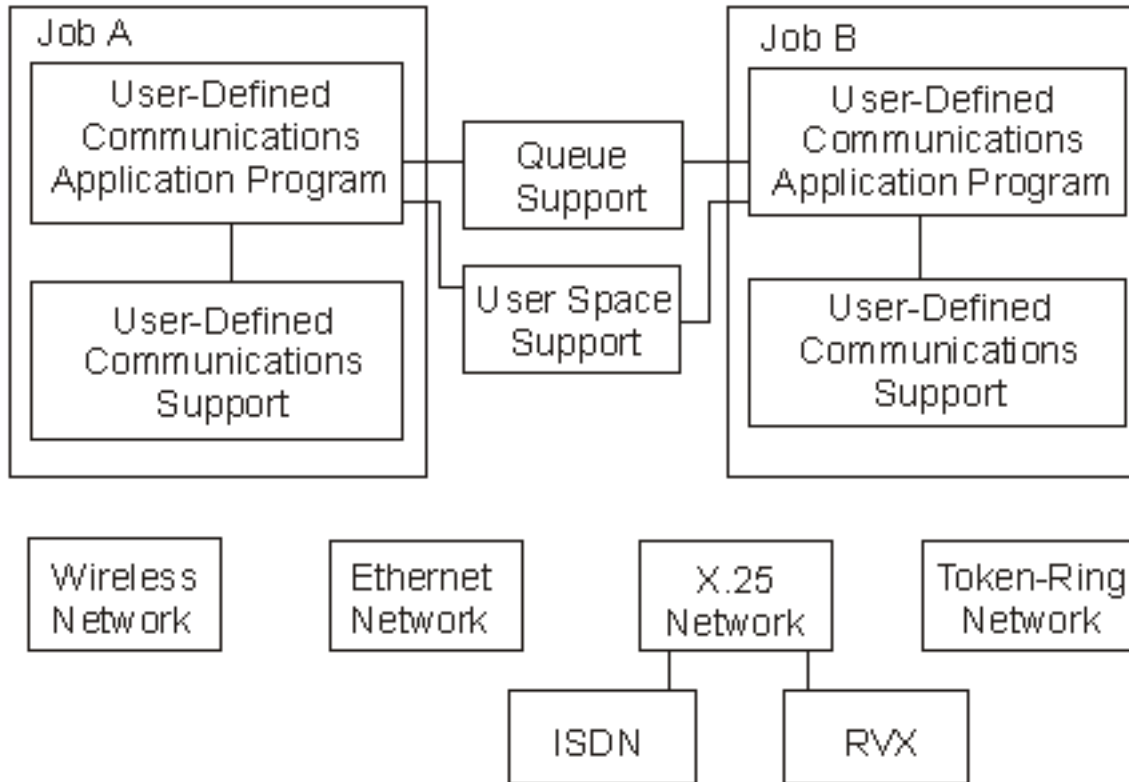 Job A
User-Defined
Communications
Application Program
User-Defined
Communications
Support
Queue
Support
User Space
Support
Job B
User-Defined
Communications
Application Program
User-Defined
Communications
Support
Wireless
Network
Ethernet
Network
X.25
Network
Token-Ring
Network
ISDN
RVX